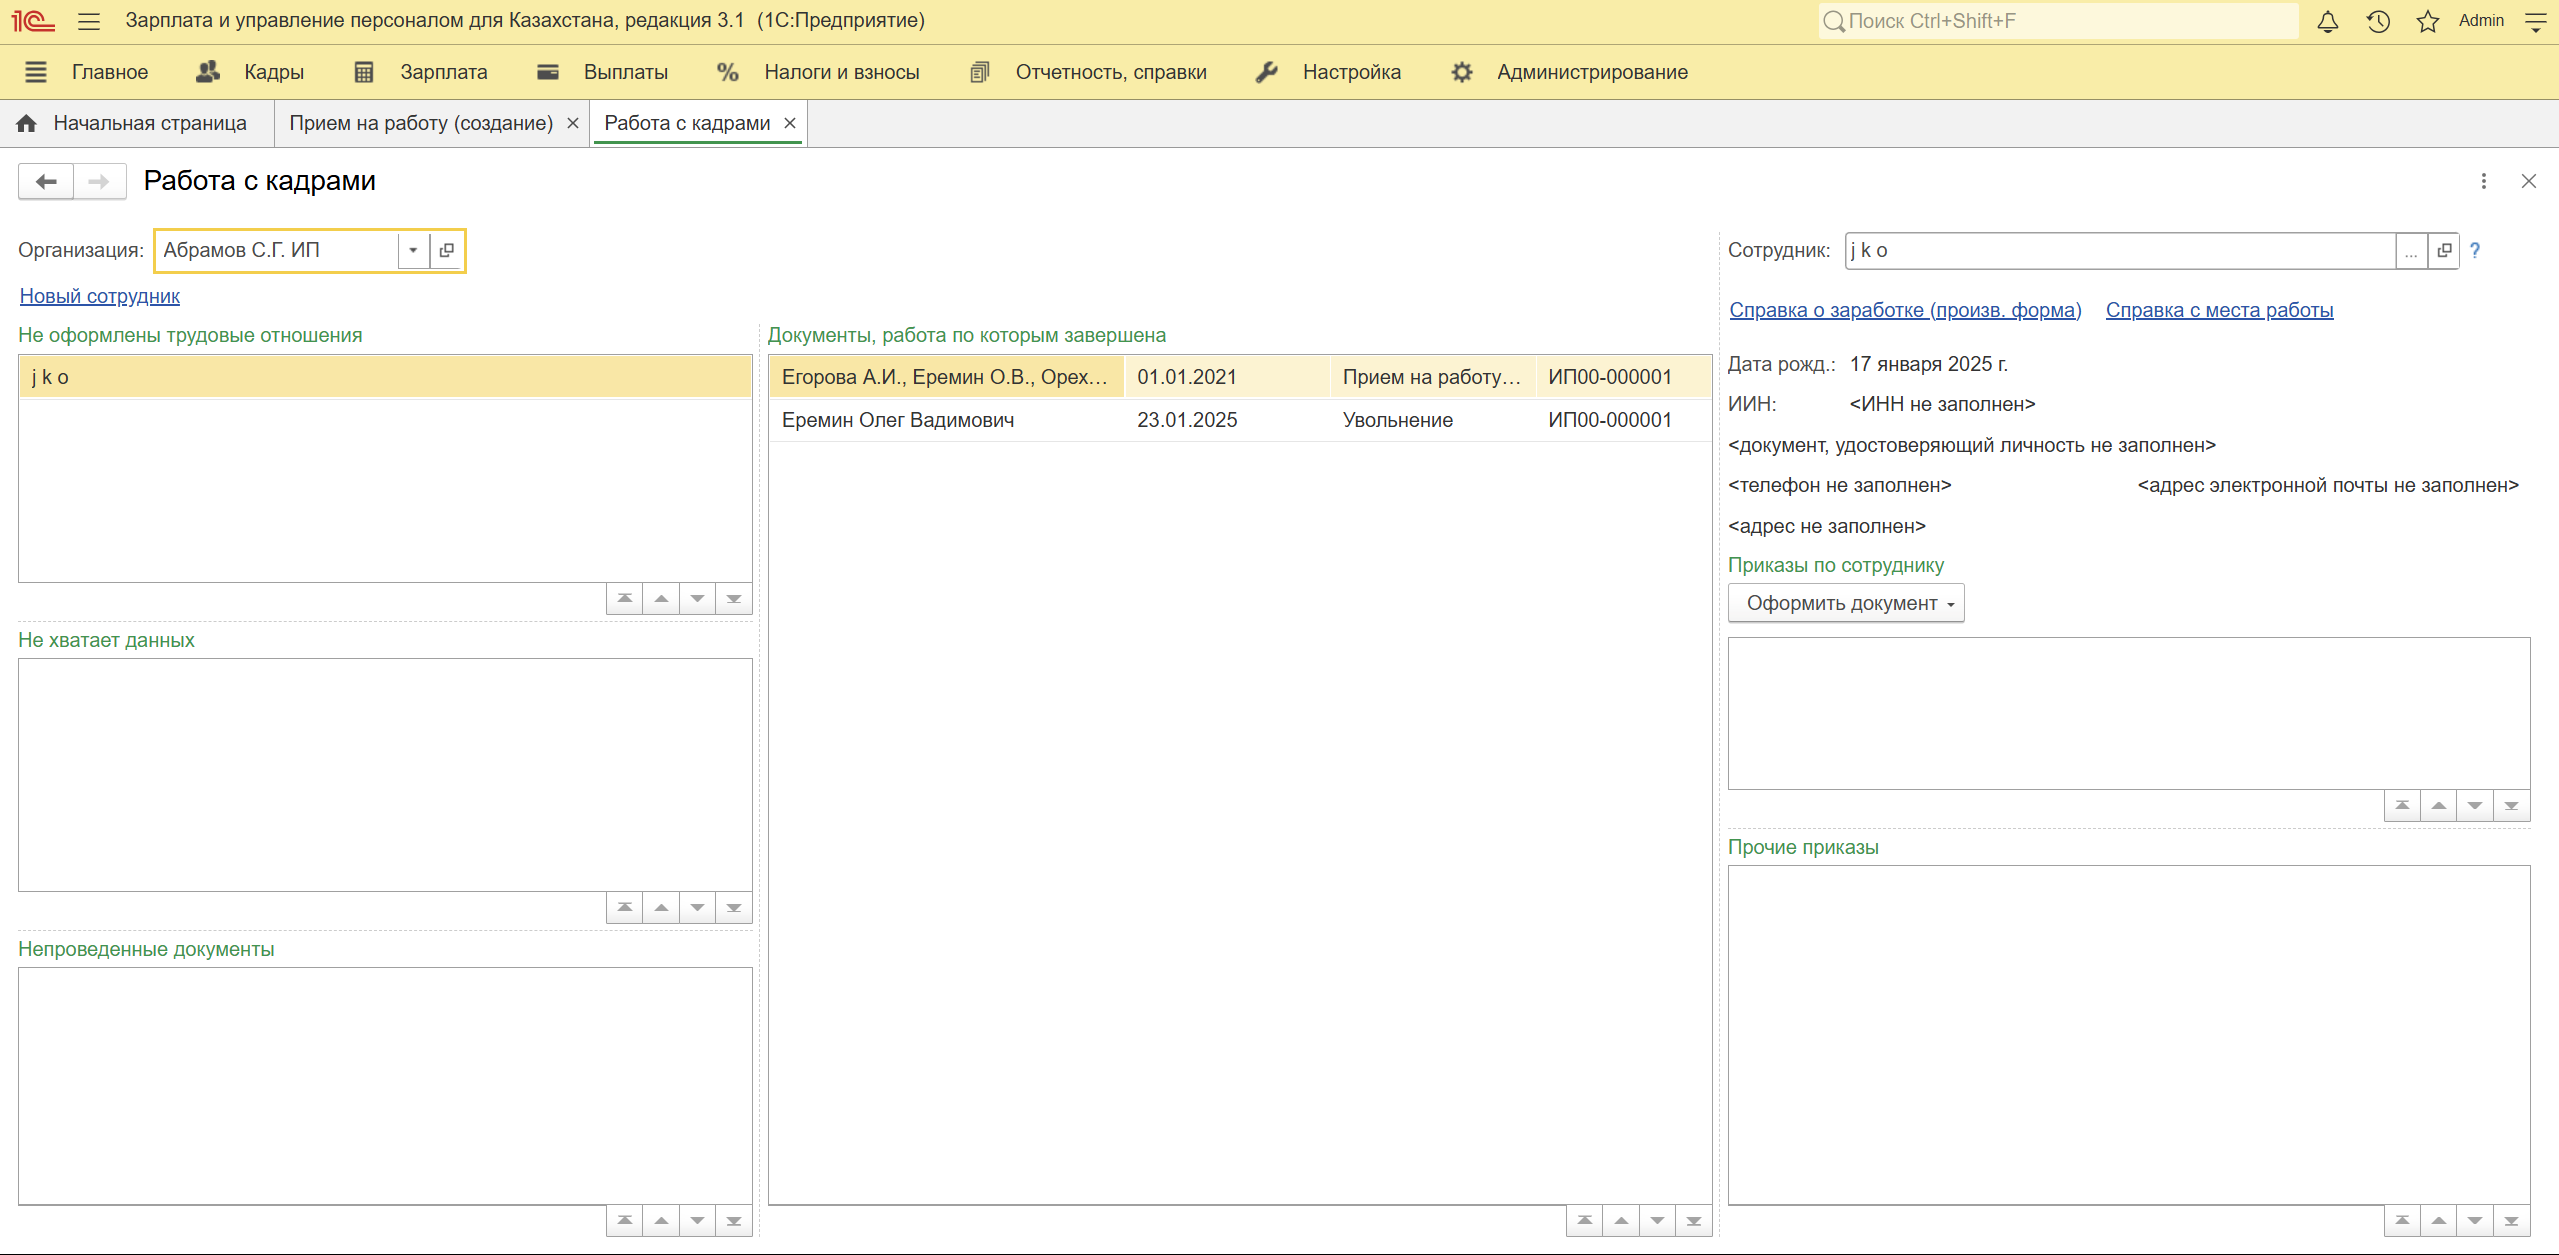 1С Зарплата и управление персоналом для Казахстана, редакция 3.1 (1С:Предприятие) Поиск Ctrl+Shift+F Admin
Главное Кадры Зарплата Выплаты % Налоги и взносы Отчетность, справки Настройка Администрирование
Начальная страница Прием на работу (создание) × Работа с кадрами ×
Работа с кадрами
Организация: Абрамов С.Г. ИП
Новый сотрудник
Не оформлены трудовые отношения
j k o
Не хватает данных
Непроведенные документы
Документы, работа по которым завершена
Егорова А.И., Еремин О.В., Орех... 01.01.2021 Прием на работу... ИП00-000001
Еремин Олег Вадимович 23.01.2025 Увольнение ИП00-000001
Сотрудник: j k o ... ?
Справка о заработке (произв. форма) Справка с места работы
Дата рожд.: 17 января 2025 г.
ИИН: <ИНН не заполнен>
<документ, удостоверяющий личность не заполнен>
<телефон не заполнен> <адрес электронной почты не заполнен>
<адрес не заполнен>
Приказы по сотруднику
Оформить документ
Прочие приказы